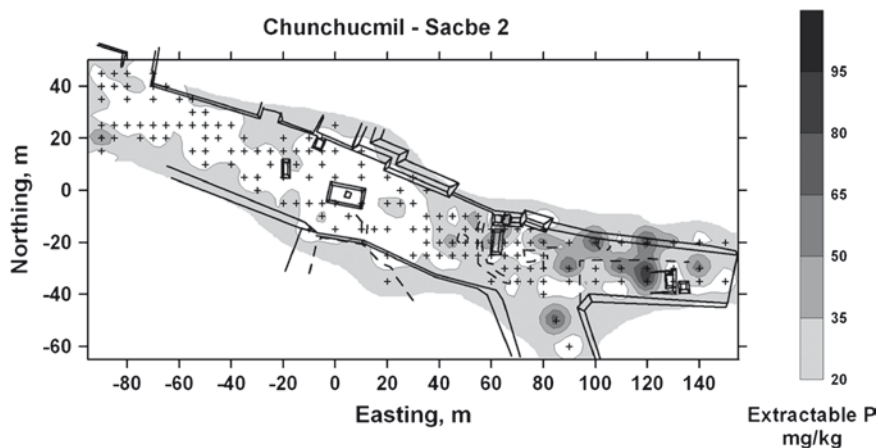 Chunchucmil - Sacbe 2
Northing, m
40
20
0
-20
-40
-60
-80 -60 -40 -20 0 20 40 60 80 100 120 140
Easting, m
95
80
65
50
35
20
Extractable P
mg/kg